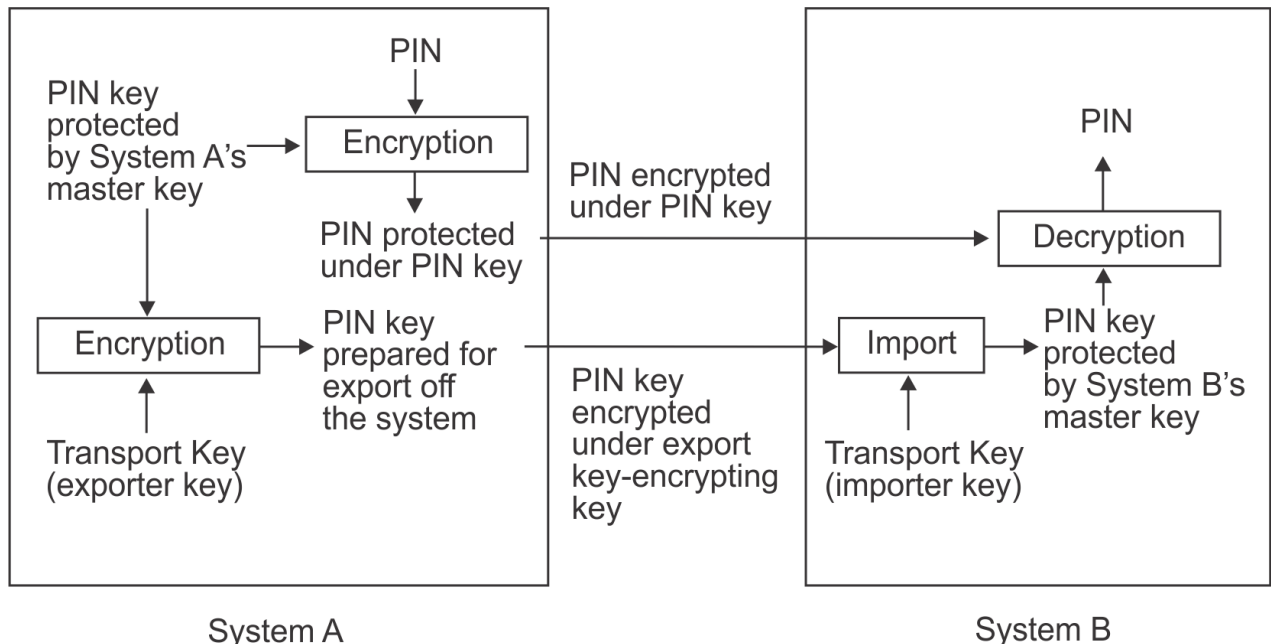 PIN
PIN key
protected
by System A's
master key
Encryption
PIN protected
under PIN key
Encryption
PIN key
prepared for
export off
the system
Transport Key
(exporter key)
PIN encrypted
under PIN key
PIN key
encrypted
under export
key-encrypting
key
PIN
Decryption
Import
PIN key
protected
by System B's
master key
Transport Key
(importer key)
System A
System B